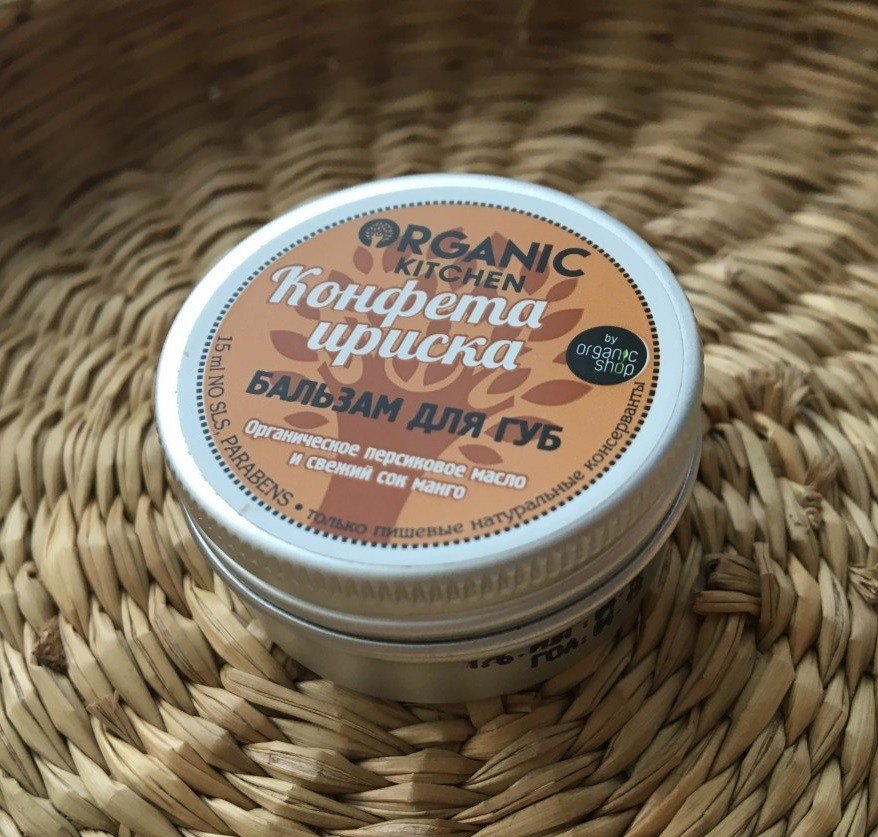 ORGANIC
KITCHEN
Конфета
ириска
by
organic
shop
БАЛЬЗАМ ДЛЯ ГУБ
Органическое персиковое масло
и свежий сок манго
15 ml NO SLS, PARABENS • только пищевые натуральные консерванты